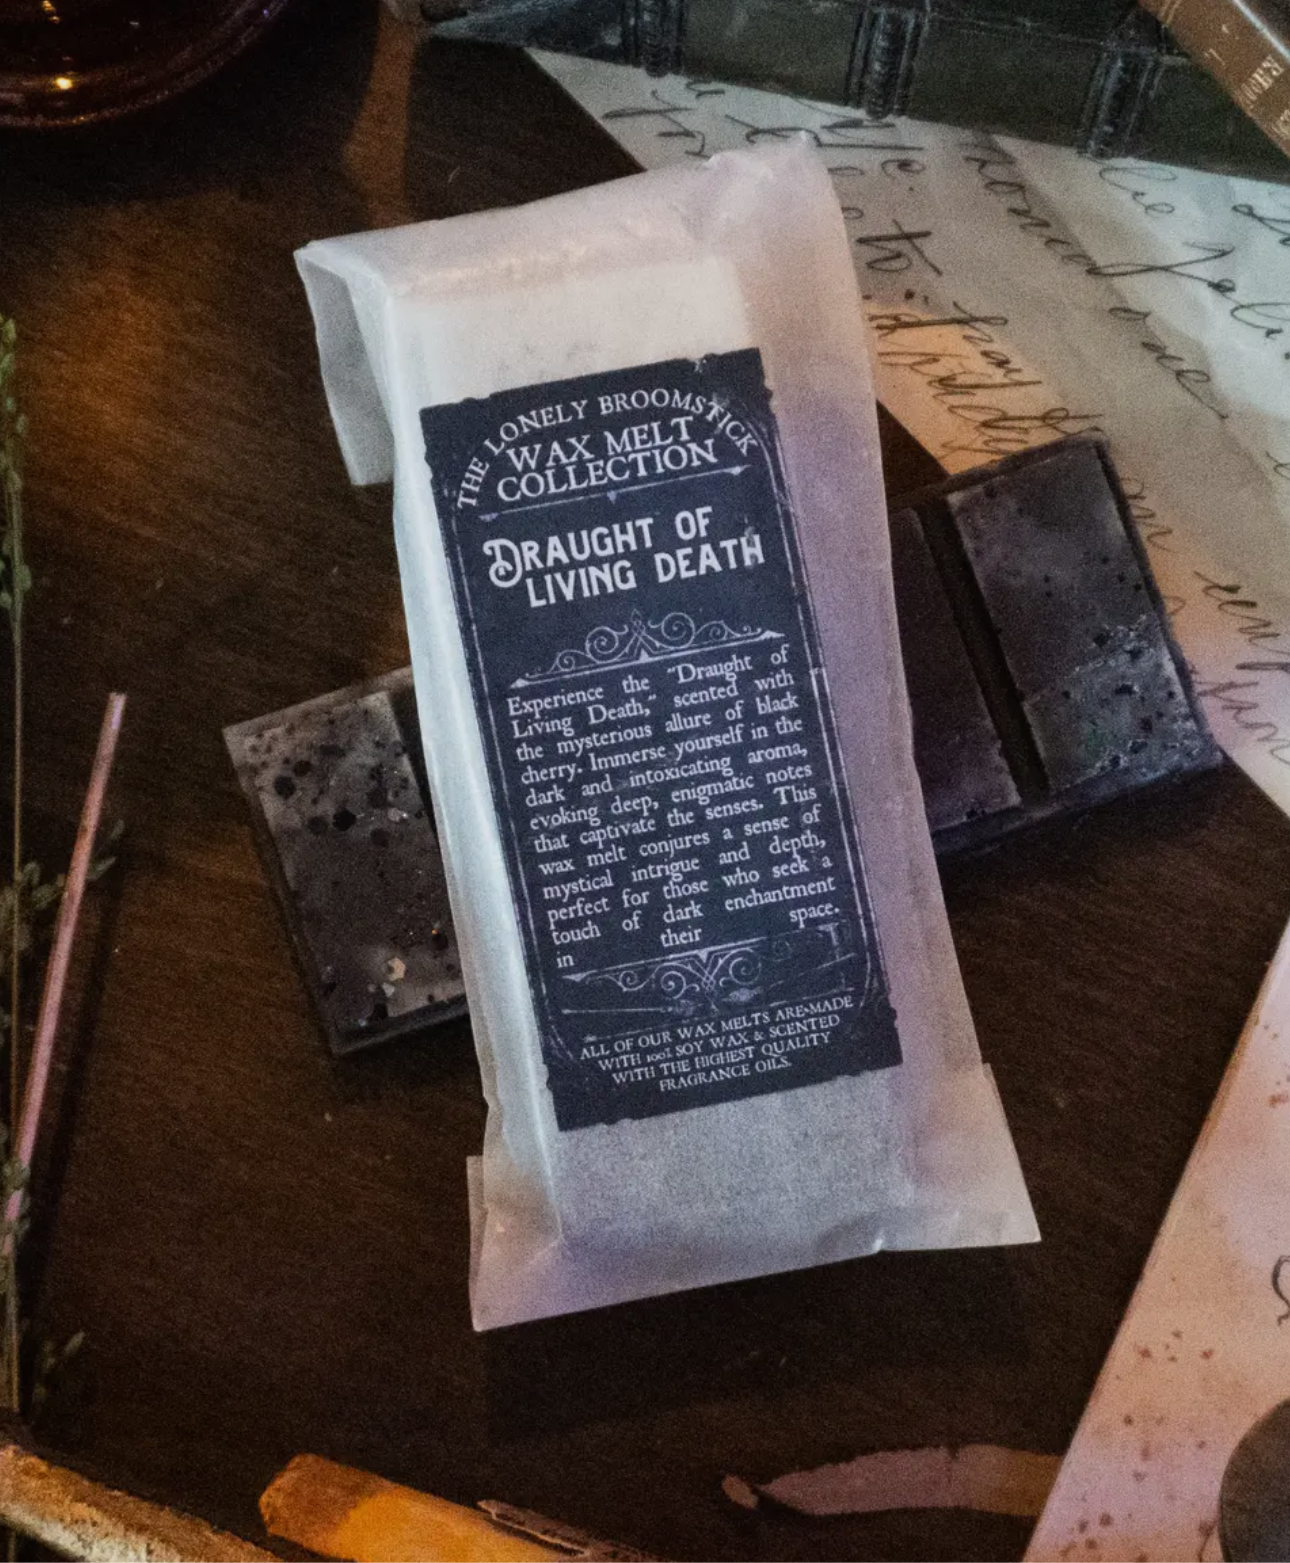 THE LONELY BROOMSTICK
WAX MELT
COLLECTION
DRAUGHT OF
LIVING DEATH
Experience the "Draught of
Living Death," scented with
the mysterious allure of black
cherry. Immerse yourself in the
dark and intoxicating aroma,
evoking deep, enigmatic notes
that captivate the senses. This
wax melt conjures a sense of
mystical intrigue and depth,
perfect for those who seek a
touch of dark enchantment
in their space.
ALL OF OUR WAX MELTS ARE MADE
WITH 100% SOY WAX & SCENTED
WITH THE HIGHEST QUALITY
FRAGRANCE OILS.
to
one